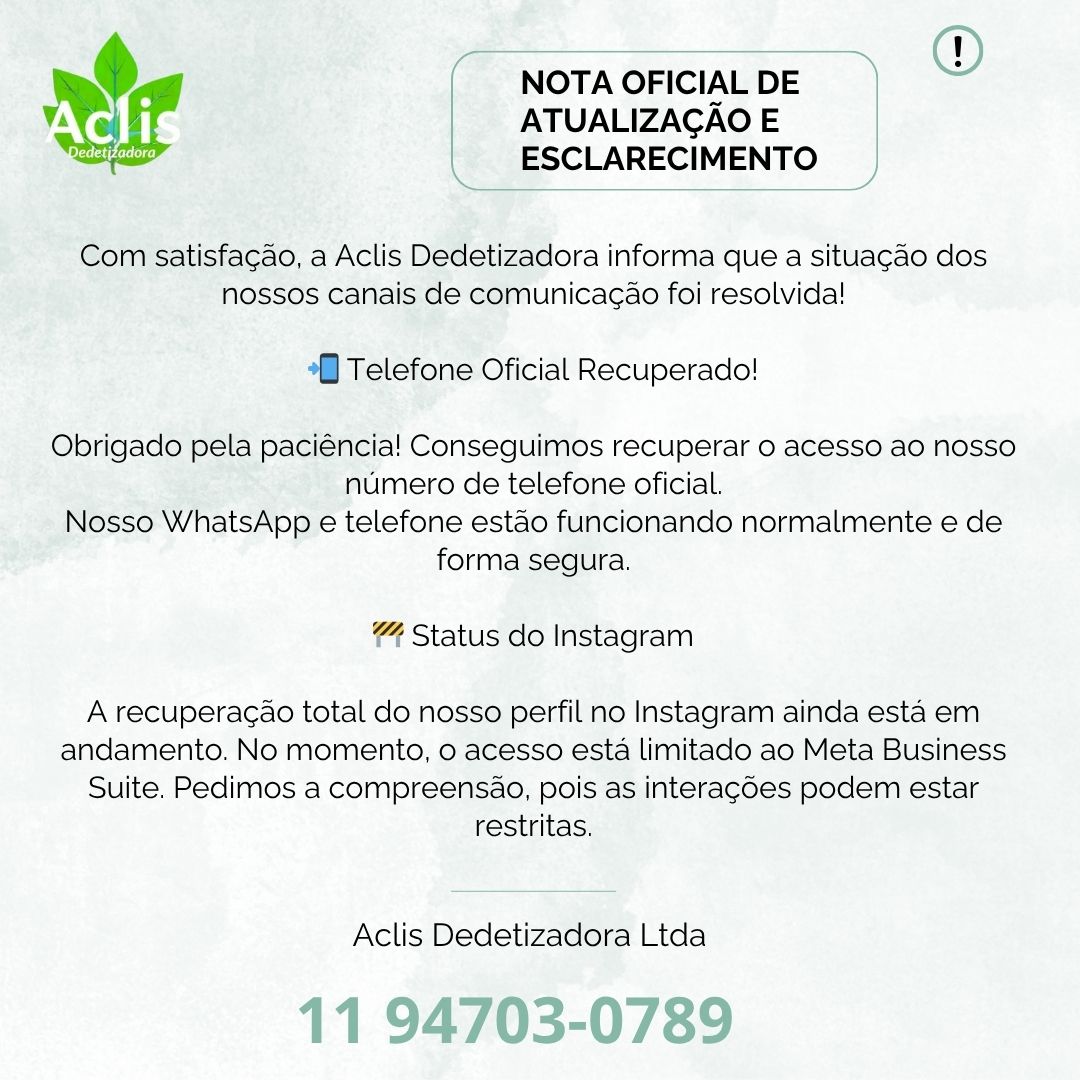 Aclis
Dedetizadora
!
NOTA OFICIAL DE
ATUALIZAÇÃO E
ESCLARECIMENTO
Com satisfação, a Aclis Dedetizadora informa que a situação dos
nossos canais de comunicação foi resolvida!
📲 Telefone Oficial Recuperado!
Obrigado pela paciência! Conseguimos recuperar o acesso ao nosso
número de telefone oficial.
Nosso WhatsApp e telefone estão funcionando normalmente e de
forma segura.
🚧 Status do Instagram
A recuperação total do nosso perfil no Instagram ainda está em
andamento. No momento, o acesso está limitado ao Meta Business
Suite. Pedimos a compreensão, pois as interações podem estar
restritas.
Aclis Dedetizadora Ltda
11 94703-0789